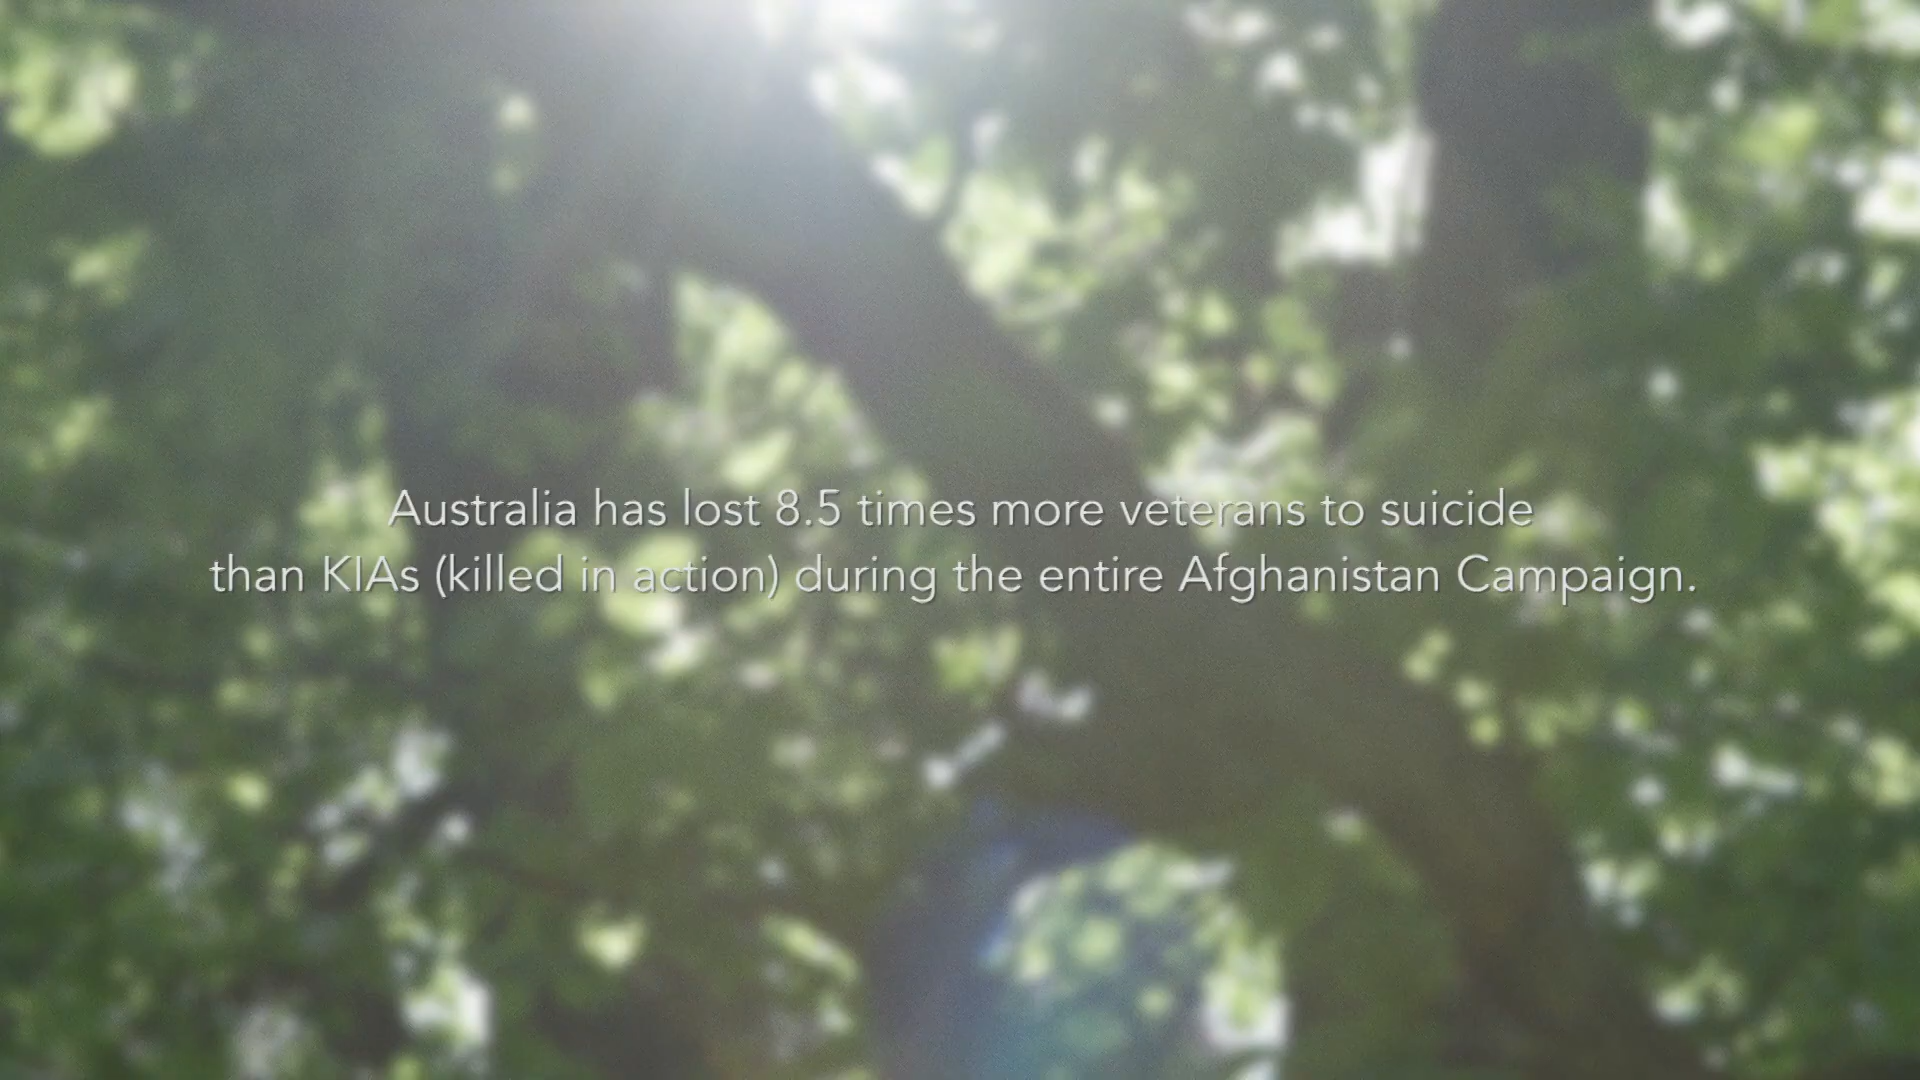 Australia has lost 8.5 times more veterans to suicide
than KIAs (killed in action) during the entire Afghanistan Campaign.